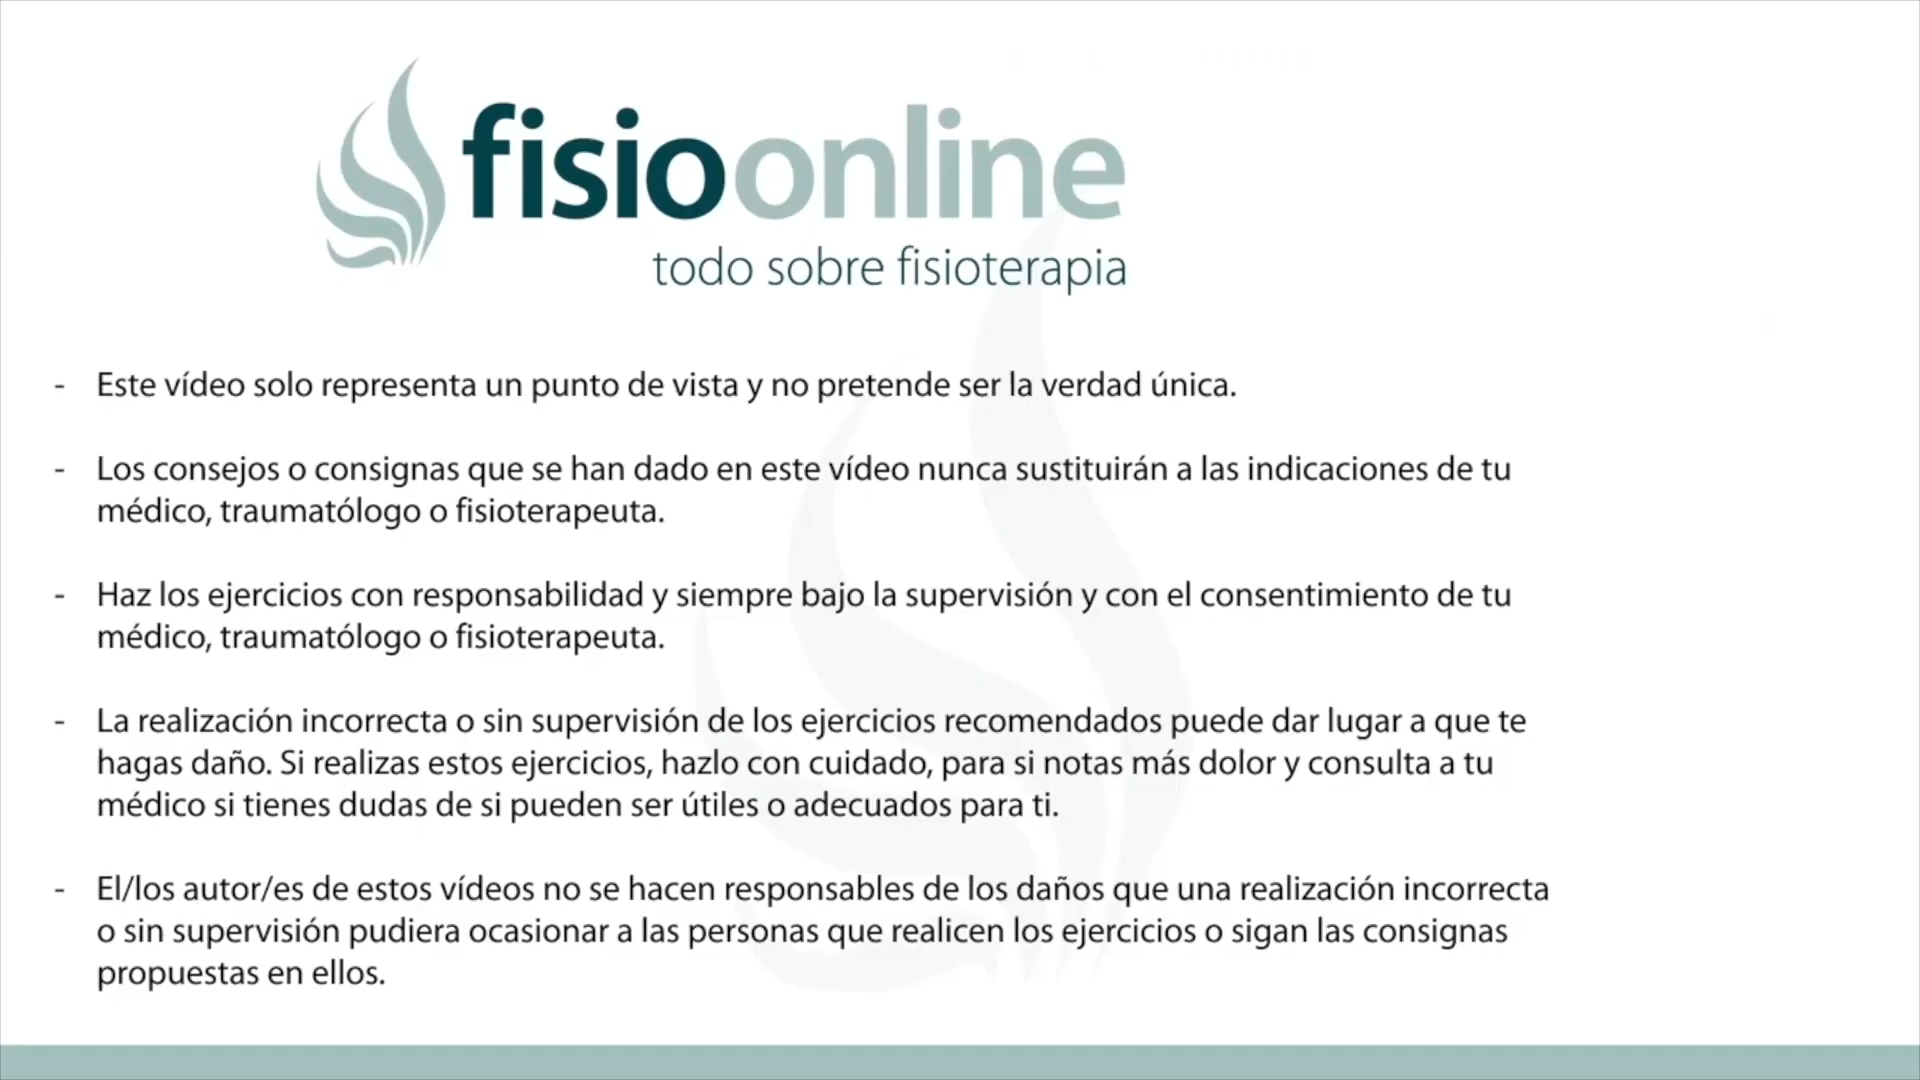 fisioonline
todo sobre fisioterapia
- Este vídeo solo representa un punto de vista y no pretende ser la verdad única.
- Los consejos o consignas que se han dado en este vídeo nunca sustituirán a las indicaciones de tu
médico, traumatólogo o fisioterapeuta.
- Haz los ejercicios con responsabilidad y siempre bajo la supervisión y con el consentimiento de tu
médico, traumatólogo o fisioterapeuta.
- La realización incorrecta o sin supervisión de los ejercicios recomendados puede dar lugar a que te
hagas daño. Si realizas estos ejercicios, hazlo con cuidado, para si notas más dolor y consulta a tu
médico si tienes dudas de si pueden ser útiles o adecuados para ti.
- El/los autor/es de estos vídeos no se hacen responsables de los daños que una realización incorrecta
o sin supervisión pudiera ocasionar a las personas que realicen los ejercicios o sigan las consignas
propuestas en ellos.